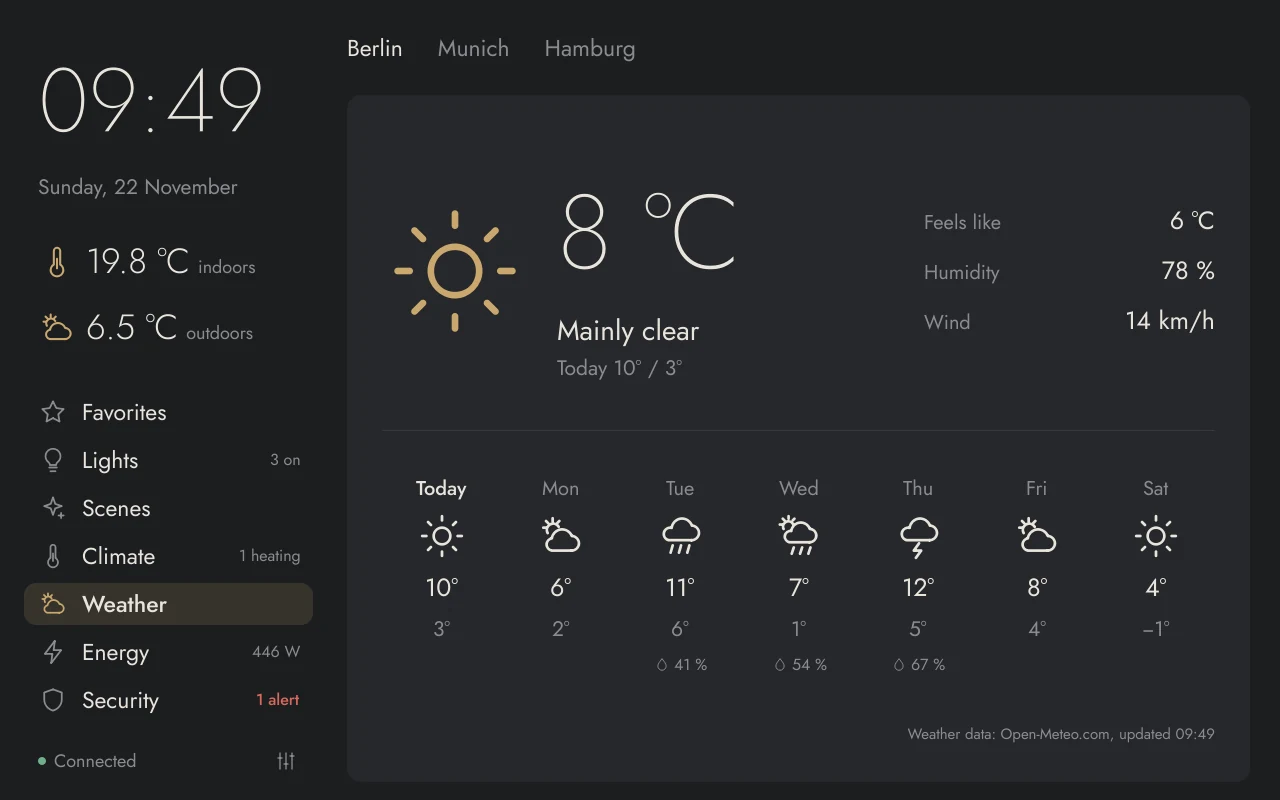 09:49
Sunday, 22 November
19.8 °C indoors
6.5 °C outdoors
Favorites
Lights 3 on
Scenes
Climate 1 heating
Weather
Energy 446 W
Security 1 alert
Connected
Berlin Munich Hamburg
8 °C
Mainly clear
Today 10° / 3°
Feels like 6 °C
Humidity 78 %
Wind 14 km/h
Today Mon Tue Wed Thu Fri Sat
10° 6° 11° 7° 12° 8° 4°
3° 2° 6° 1° 5° 4° −1°
41 % 54 % 67 %
Weather data: Open-Meteo.com, updated 09:49